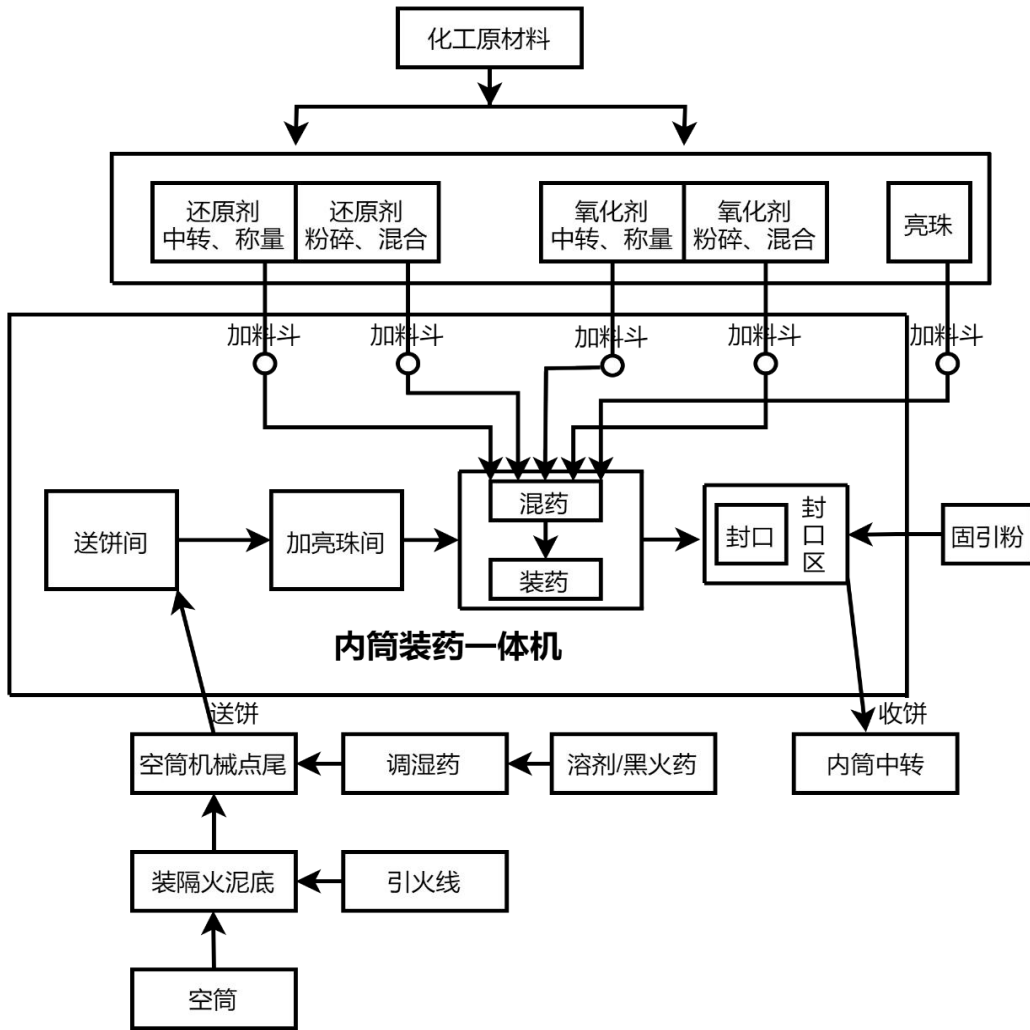 化工原材料
还原剂
中转、称量
还原剂
粉碎、混合
氧化剂
中转、称量
氧化剂
粉碎、混合
亮珠
加料斗
加料斗
加料斗
加料斗
加料斗
送饼间
加亮珠间
混药
装药
封口
封口区
固引粉
内筒装药一体机
送饼
收饼
空筒机械点尾
调湿药
溶剂/黑火药
内筒中转
装隔火泥底
引火线
空筒